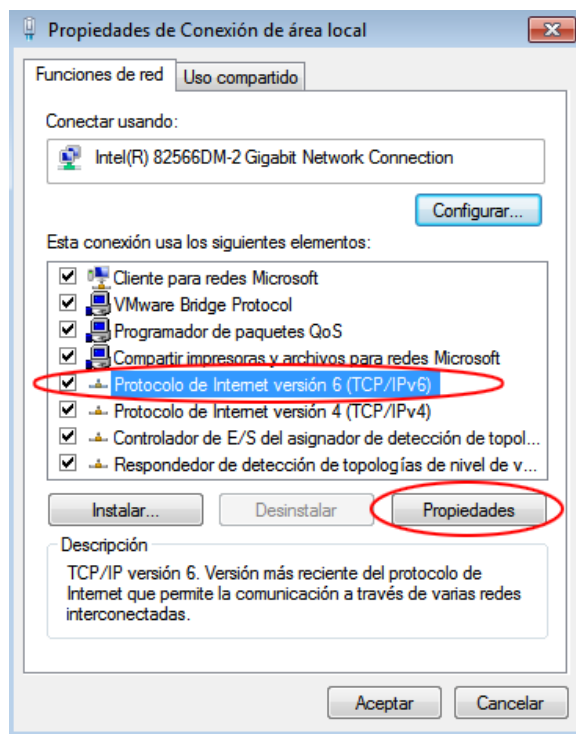 Propiedades de Conexión de área local
Funciones de red
Uso compartido
Conectar usando:
Intel(R) 82566DM-2 Gigabit Network Connection
Configurar...
Esta conexión usa los siguientes elementos:
Cliente para redes Microsoft
VMware Bridge Protocol
Programador de paquetes QoS
Compartir impresoras y archivos para redes Microsoft
Protocolo de Internet versión 6 (TCP/IPv6)
Protocolo de Internet versión 4 (TCP/IPv4)
Controlador de E/S del asignador de detección de topol...
Respondedor de detección de topologías de nivel de v...
Instalar...
Desinstalar
Propiedades
Descripción
TCP/IP versión 6. Versión más reciente del protocolo de
Internet que permite la comunicación a través de varias redes
interconectadas.
Aceptar
Cancelar